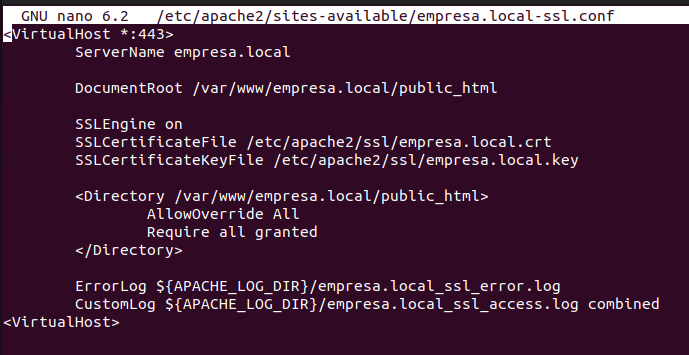 GNU nano 6.2 /etc/apache2/sites-available/empresa.local-ssl.conf
<VirtualHost *:443>
ServerName empresa.local
DocumentRoot /var/www/empresa.local/public_html
SSLEngine on
SSLCertificateFile /etc/apache2/ssl/empresa.local.crt
SSLCertificateKeyFile /etc/apache2/ssl/empresa.local.key
<Directory /var/www/empresa.local/public_html>
AllowOverride All
Require all granted
</Directory>
ErrorLog ${APACHE_LOG_DIR}/empresa.local_ssl_error.log
CustomLog ${APACHE_LOG_DIR}/empresa.local_ssl_access.log combined
<VirtualHost>